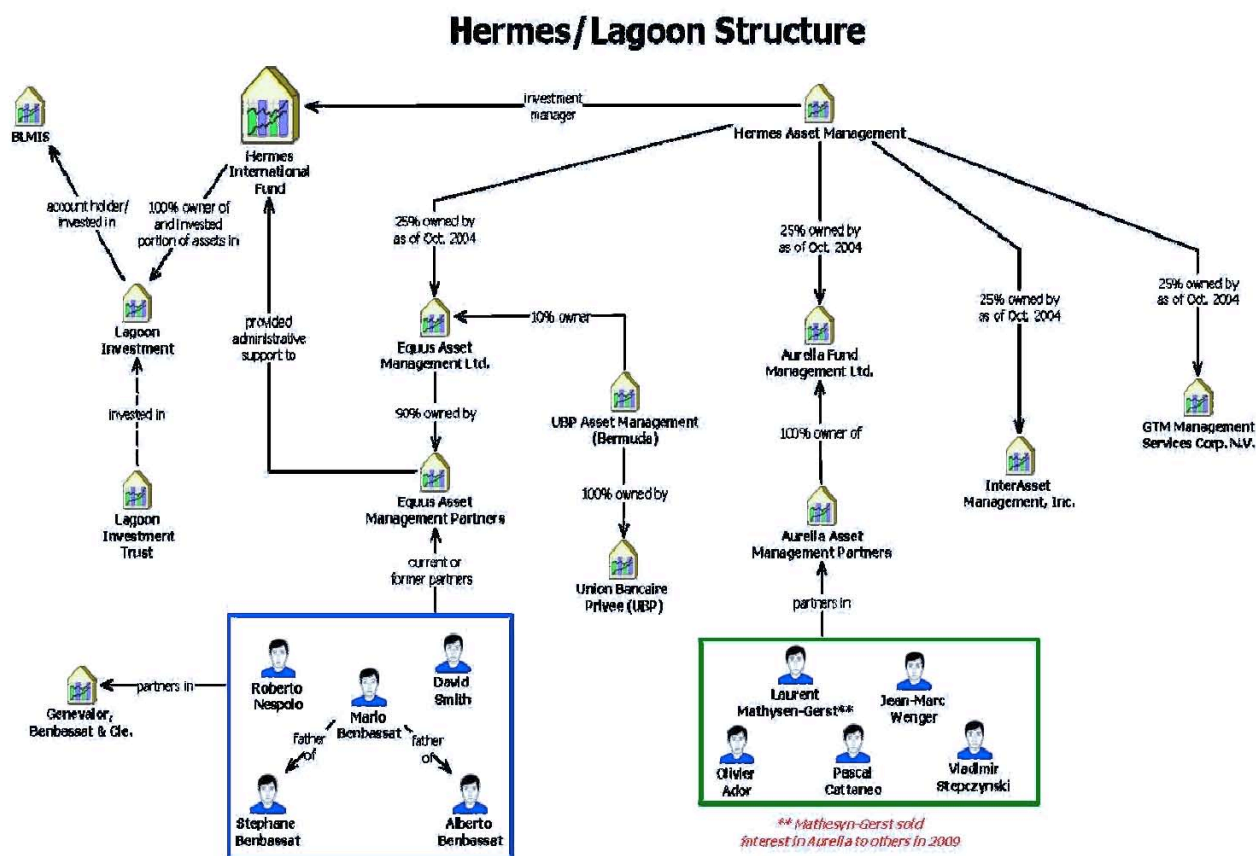 Hermes/Lagoon Structure
BLMIS
Hermes
International
Fund
investment
manager
Hermes Asset Management
account holder/
invested in
100% owner of
and invested
portion of assets in
25% owned by
as of Oct. 2004
25% owned by
as of Oct. 2004
25% owned by
as of Oct. 2004
25% owned by
as of Oct. 2004
Lagoon
Investment
provided
administrative
support to
Equus Asset
Management Ltd.
10% owner
Aurelia Fund
Management Ltd.
invested in
90% owned by
UBP Asset Management
(Bermuda)
100% owner of
GTM Management
Services Corp. N.V.
InterAsset
Management, Inc.
Lagoon
Investment
Trust
Equus Asset
Management Partners
100% owned by
Aurelia Asset
Management Partners
current or
former partners
Union Bancaire
Privee (UBP)
partners in
Genevalor,
Benbassat & Cie.
partners in
Roberto
Nespolo
David
Smith
Mario
Benbassat
father
of
father
of
Stephane
Benbassat
Alberto
Benbassat
Laurent
Mathysen-Gerst**
Jean-Marc
Wenger
Olivier
Ador
Pascal
Cattaneo
Vladimir
Stepczynski
** Mathesyn-Gerst sold
interest in Aurelia to others in 2009